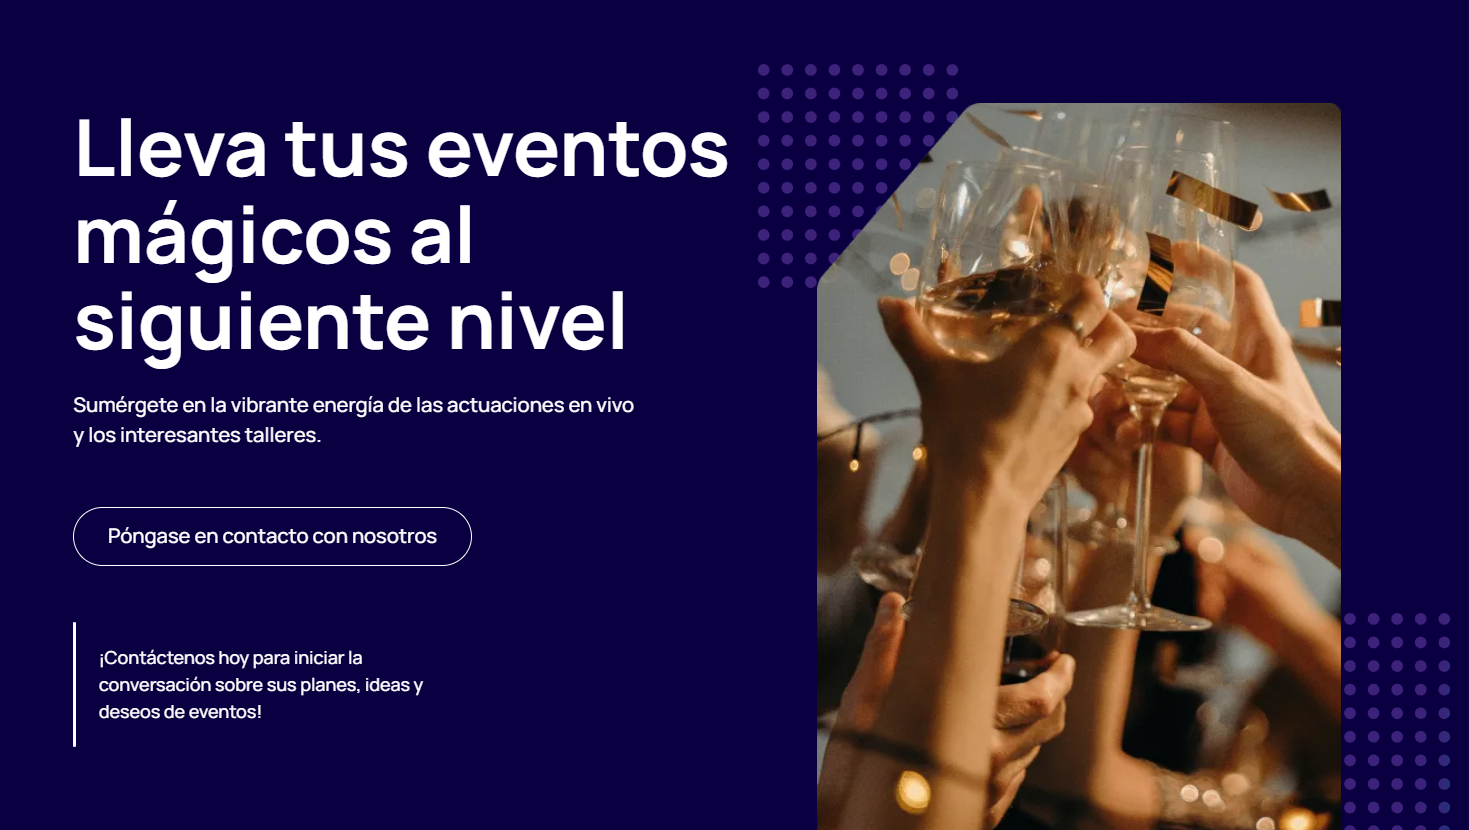 Lleva tus eventos
mágicos al
siguiente nivel
Sumérgete en la vibrante energía de las actuaciones en vivo
y los interesantes talleres.
Póngase en contacto con nosotros
¡Contáctenos hoy para iniciar la
conversación sobre sus planes, ideas y
deseos de eventos!